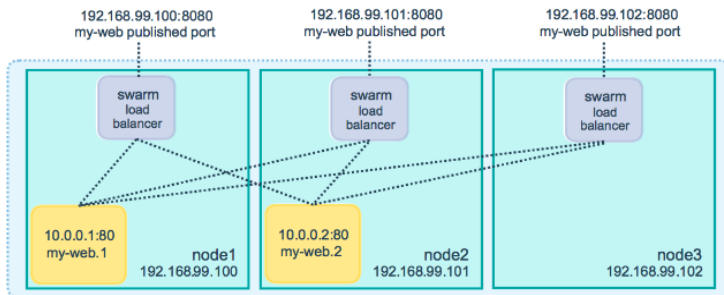 192.168.99.100:8080
my-web published port
192.168.99.101:8080
my-web published port
192.168.99.102:8080
my-web published port
swarm
load
balancer
swarm
load
balancer
swarm
load
balancer
10.0.0.1:80
my-web.1
node1
192.168.99.100
10.0.0.2:80
my-web.2
node2
192.168.99.101
node3
192.168.99.102